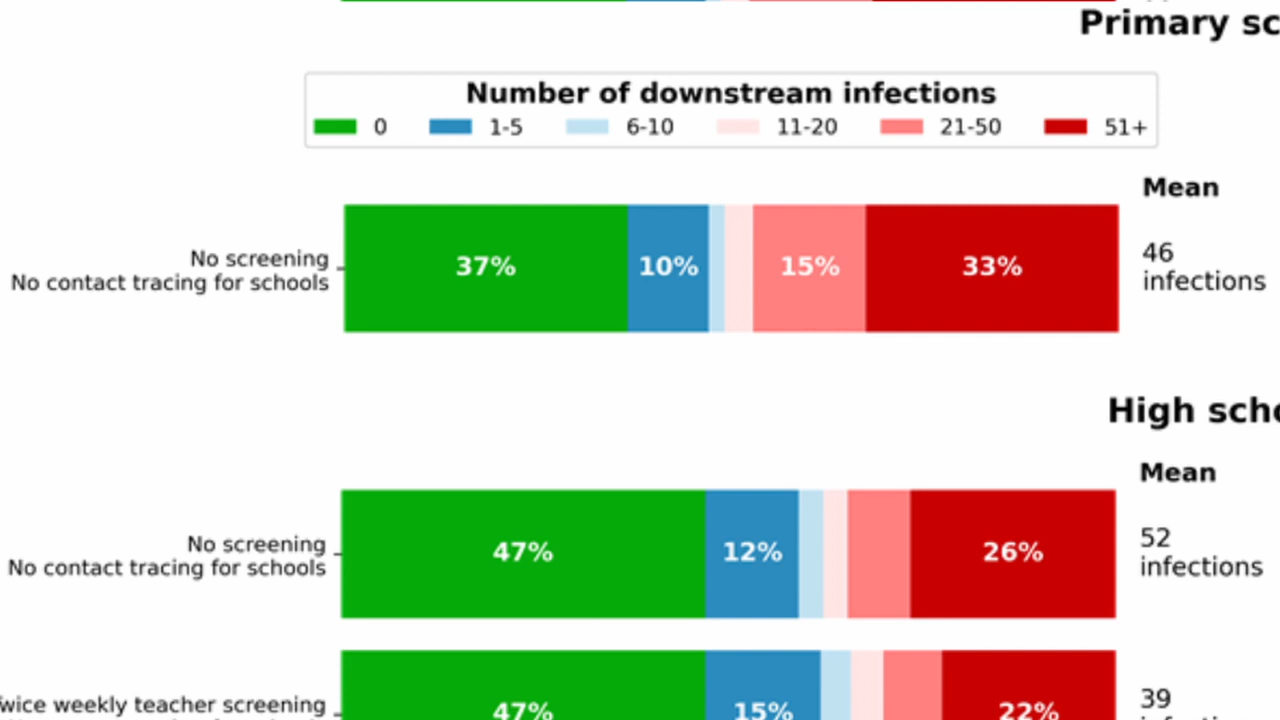 Primary sc
Number of downstream infections
0 1-5 6-10 11-20 21-50 51+
Mean
No screening
No contact tracing for schools
37% 10% 15% 33%
46
infections
High scho
Mean
No screening
No contact tracing for schools
47% 12% 26%
52
infections
wice weekly teacher screening
47% 15% 22%
39